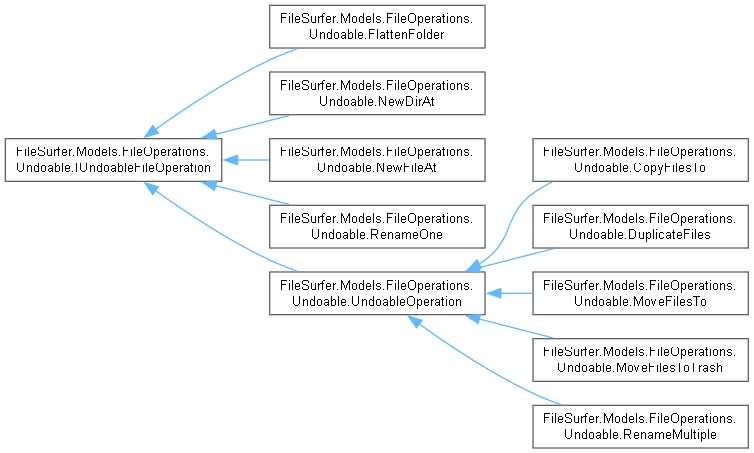 FileSurfer.Models.FileOperations.
Undoable.FlattenFolder
FileSurfer.Models.FileOperations.
Undoable.NewDirAt
FileSurfer.Models.FileOperations.
Undoable.IUndoableFileOperation
FileSurfer.Models.FileOperations.
Undoable.NewFileAt
FileSurfer.Models.FileOperations.
Undoable.CopyFilesTo
FileSurfer.Models.FileOperations.
Undoable.RenameOne
FileSurfer.Models.FileOperations.
Undoable.DuplicateFiles
FileSurfer.Models.FileOperations.
Undoable.UndoableOperation
FileSurfer.Models.FileOperations.
Undoable.MoveFilesTo
FileSurfer.Models.FileOperations.
Undoable.MoveFilesToTrash
FileSurfer.Models.FileOperations.
Undoable.RenameMultiple